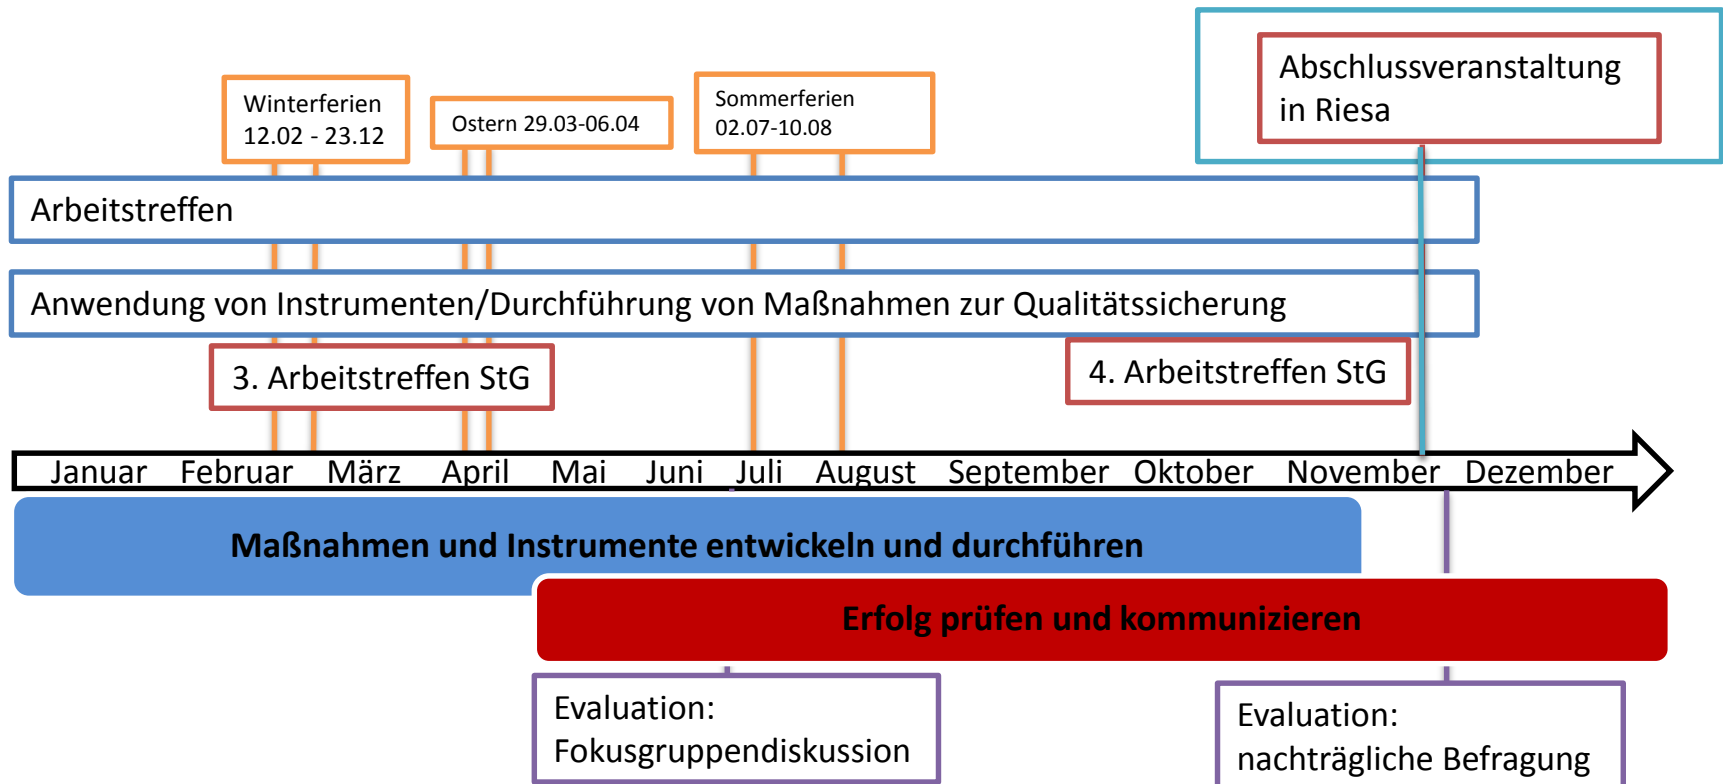 Abschlussveranstaltung
in Riesa
Winterferien
12.02 - 23.12
Ostern 29.03-06.04
Sommerferien
02.07-10.08
Arbeitstreffen
Anwendung von Instrumenten/Durchführung von Maßnahmen zur Qualitätssicherung
3. Arbeitstreffen StG
4. Arbeitstreffen StG
Januar Februar März April Mai Juni Juli August September Oktober November Dezember
Maßnahmen und Instrumente entwickeln und durchführen
Erfolg prüfen und kommunizieren
Evaluation:
Fokusgruppendiskussion
Evaluation:
nachträgliche Befragung